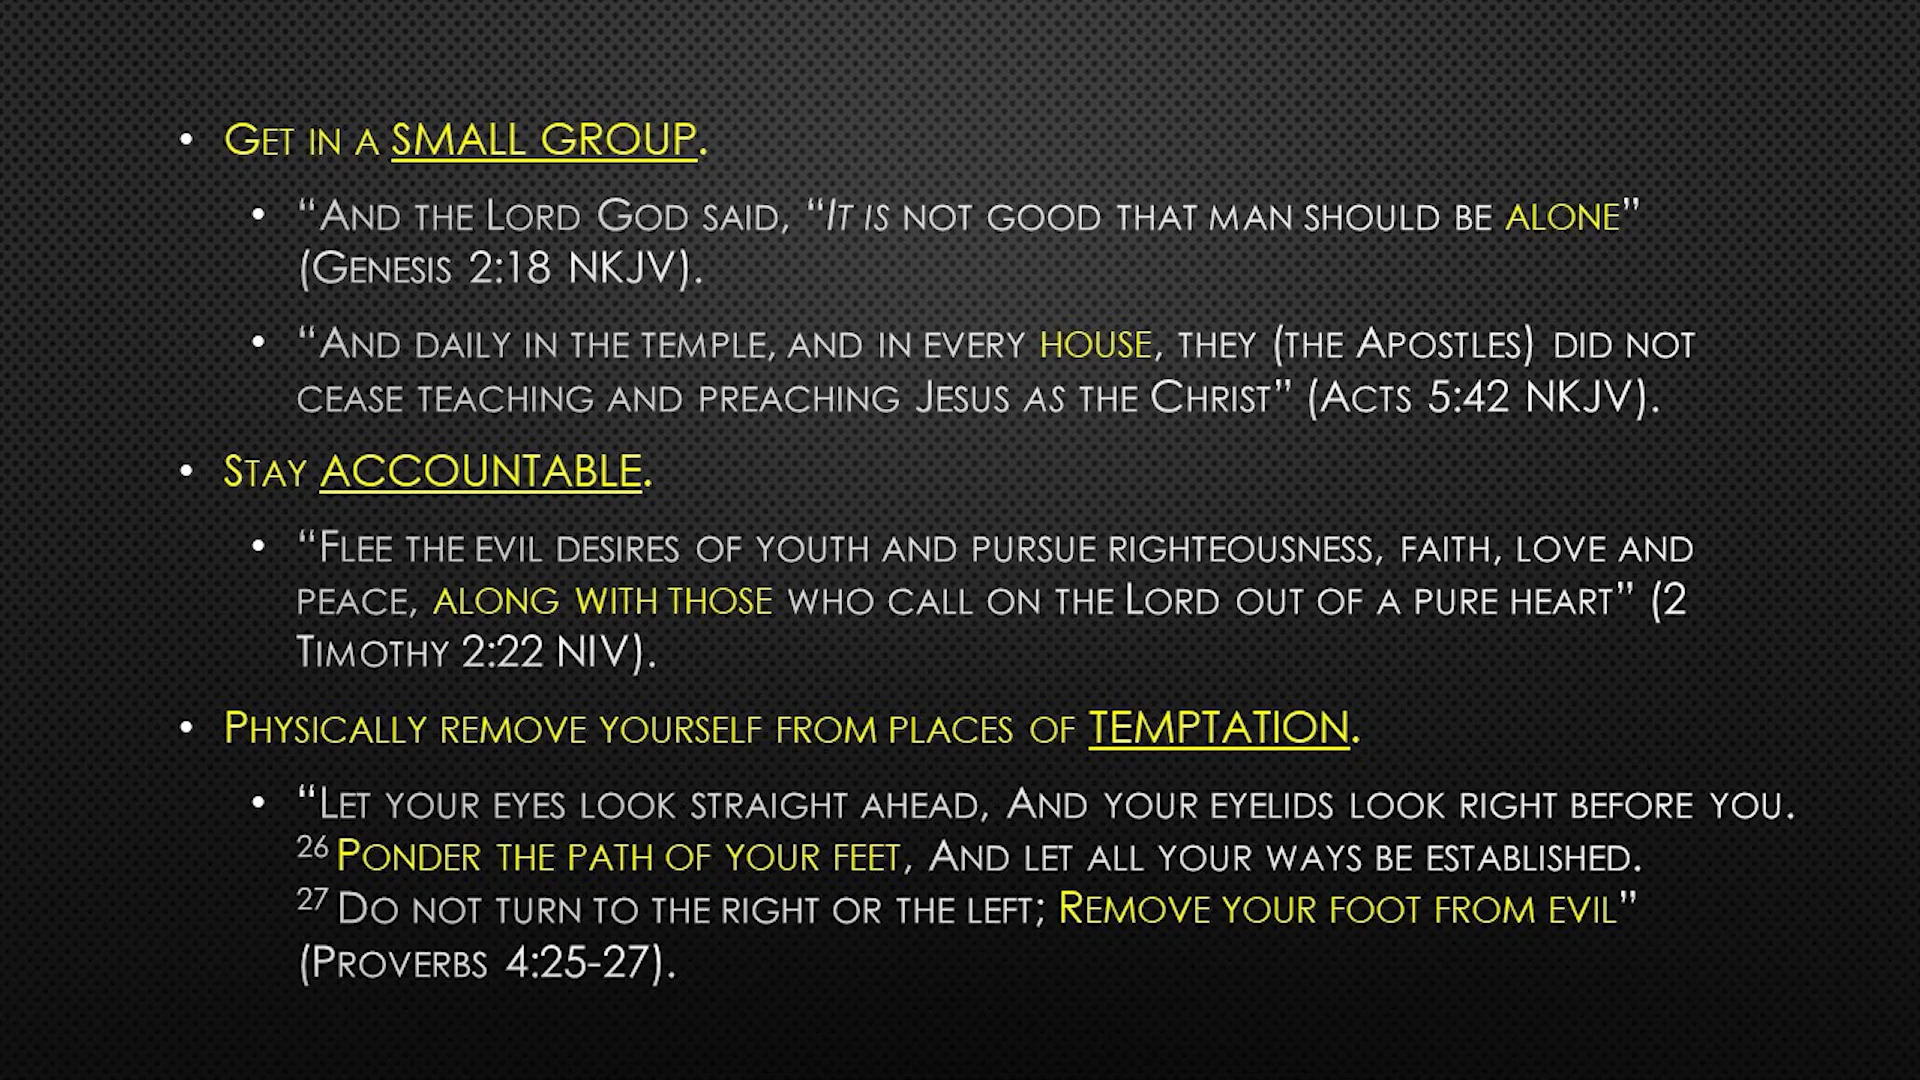 • Get in a SMALL GROUP.
• “And the Lord God said, “It is not good that man should be alone”
(Genesis 2:18 NKJV).
• “And daily in the temple, and in every house, they (the Apostles) did not
cease teaching and preaching Jesus as the Christ” (Acts 5:42 NKJV).
• Stay ACCOUNTABLE.
• “Flee the evil desires of youth and pursue righteousness, faith, love and
peace, along with those who call on the Lord out of a pure heart” (2
Timothy 2:22 NIV).
• Physically remove yourself from places of TEMPTATION.
• “Let your eyes look straight ahead, And your eyelids look right before you.
26 Ponder the path of your feet, And let all your ways be established.
27 Do not turn to the right or the left; Remove your foot from evil”
(Proverbs 4:25-27).